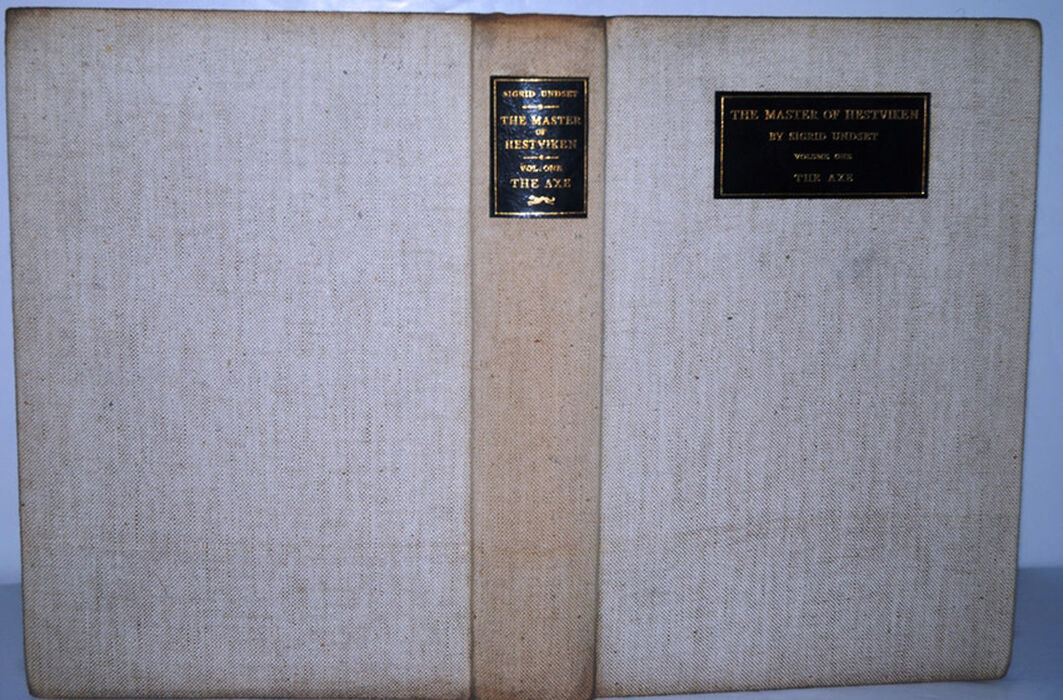 SIGRID UNDSET
THE MASTER
OF
HESTVIKEN
VOL. ONE
THE AXE
THE MASTER OF HESTVIKEN
BY SIGRID UNDSET
VOLUME ONE
THE AXE